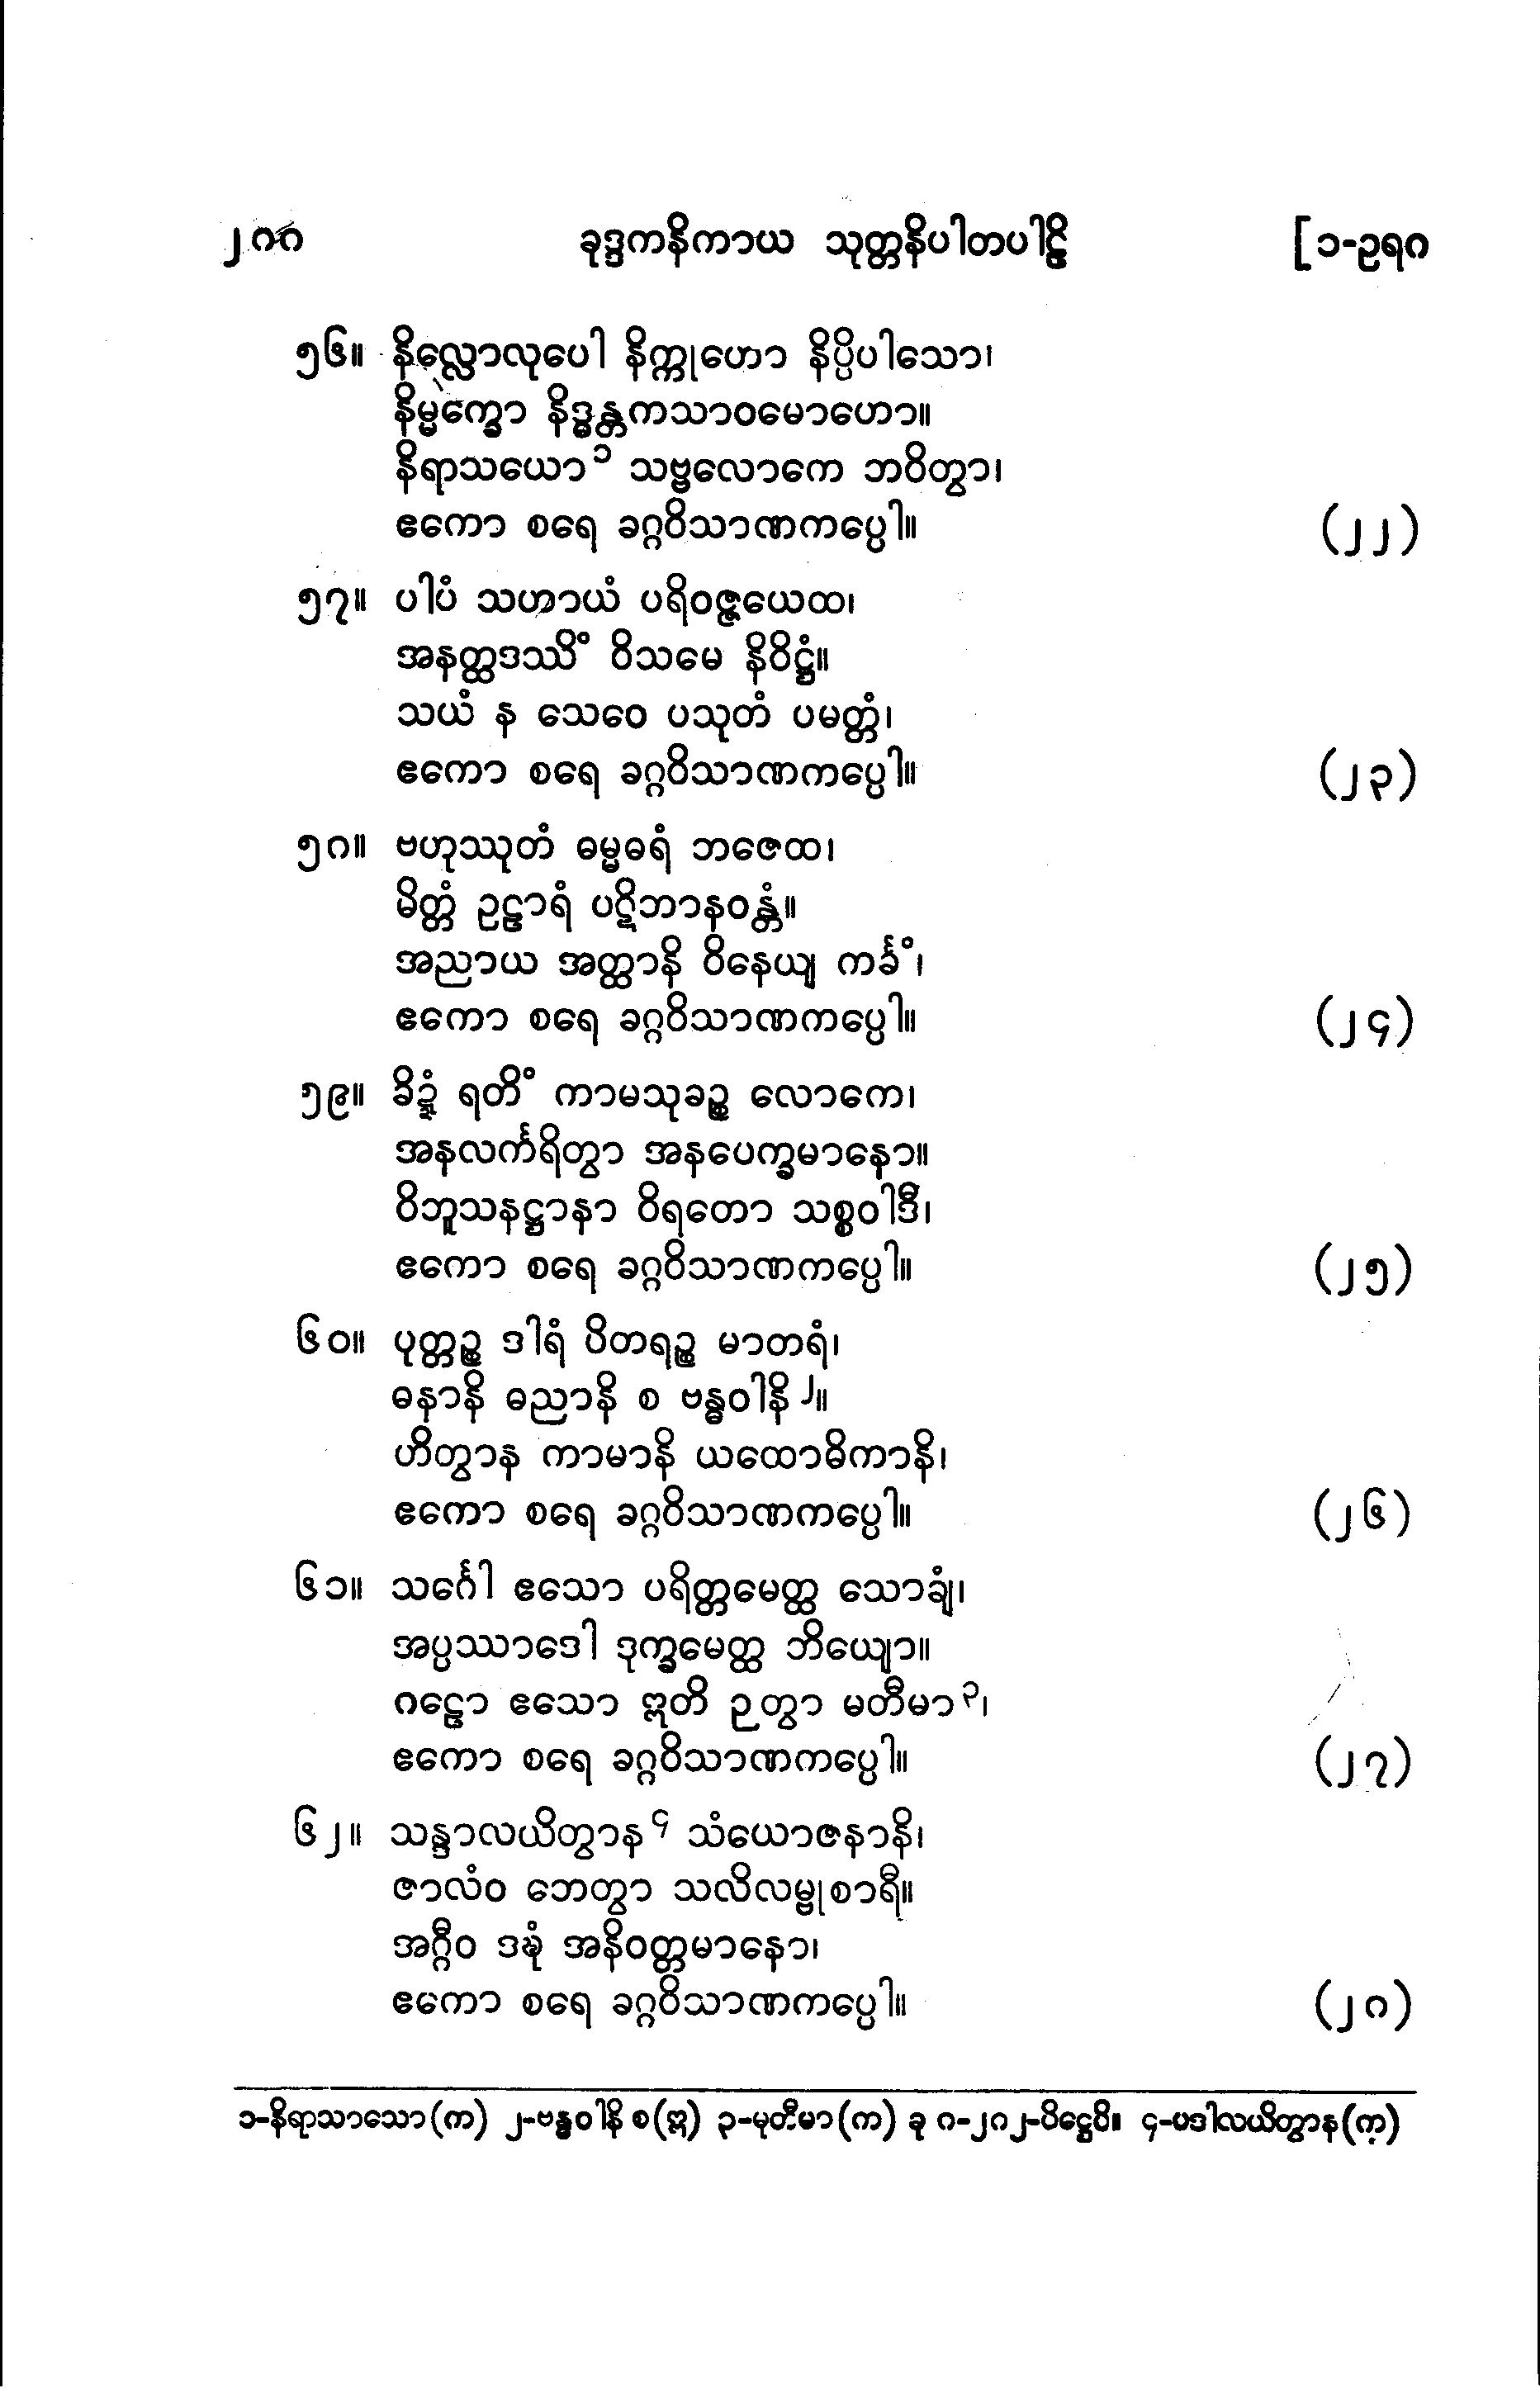 ၂၈၈ ခုဒ္ဒကနိကာယ သုတ္တနိပါတပါဠိ [၁-ဥရဂ
၅၆။ နိလ္လောလုပေါ နိက္ကုဟော နိပ္ပိပါသော၊
နိမ္မက္ခော နိဒ္ဓန္တကသာဝမောဟော။
နိရာသယော၁ သဗ္ဗလောကေ ဘဝိတွာ၊
ဧကော စရေ ခဂ္ဂဝိသာဏကပ္ပေါ။ (၂၂)
၅၇။ ပါပံ သဟာယံ ပရိဝဇ္ဇယေထ၊
အနတ္ထဒဿိံ ဝိသမေ နိဝိဋ္ဌံ။
သယံ န သေဝေ ပသုတံ ပမတ္တံ၊
ဧကော စရေ ခဂ္ဂဝိသာဏကပ္ပေါ။ (၂၃)
၅၈။ ဗဟုဿုတံ ဓမ္မဓရံ ဘဇေထ၊
မိတ္တံ ဥဠာရံ ပဋိဘာနဝန္တံ။
အညာယ အတ္ထာနိ ဝိနေယျ ကင်္ခံ၊
ဧကော စရေ ခဂ္ဂဝိသာဏကပ္ပေါ။ (၂၄)
၅၉။ ခိဍ္ဍံ ရတိံ ကာမသုခဉ္စ လောကေ၊
အနလင်္ကရိတွာ အနပေက္ခမာနော။
ဝိဘူသနဋ္ဌာနာ ဝိရတော သစ္စဝါဒီ၊
ဧကော စရေ ခဂ္ဂဝိသာဏကပ္ပေါ။ (၂၅)
၆၀။ ပုတ္တဉ္စ ဒါရံ ပိတရဉ္စ မာတရံ၊
ဓနာနိ ဓညာနိ စ ဗန္ဓဝါနိ၂။
ဟိတွာန ကာမာနိ ယထောဓိကာနိ၊
ဧကော စရေ ခဂ္ဂဝိသာဏကပ္ပေါ။ (၂၆)
၆၁။ သင်္ဂေါ ဧသော ပရိတ္တမေတ္ထ သောချံ၊
အပ္ပဿာဒေါ ဒုက္ခမေတ္ထ ဘိယျော။
ဂဠော ဧသော ဣတိ ဉတွာ မတီမာ၃၊
ဧကော စရေ ခဂ္ဂဝိသာဏကပ္ပေါ။ (၂၇)
၆၂။ သန္ဒာလယိတွာန၄ သံယောဇနာနိ၊
ဇာလံဝ ဘေတွာ သလိလမ္ဗုစာရီ။
အဂ္ဂီဝ ဒဍ္ဎံ အနိဝတ္တမာနော၊
ဧကော စရေ ခဂ္ဂဝိသာဏကပ္ပေါ။ (၂၈)
၁-နိရာသာသော (က) ၂-ဗန္ဓဝါနိ စ (ဣ) ၃-မုတီမာ (က) ခု ၈-၂၀၂-ပိဋ္ဌေပိ။ ၄-ပဒါလယိတွာန (က)